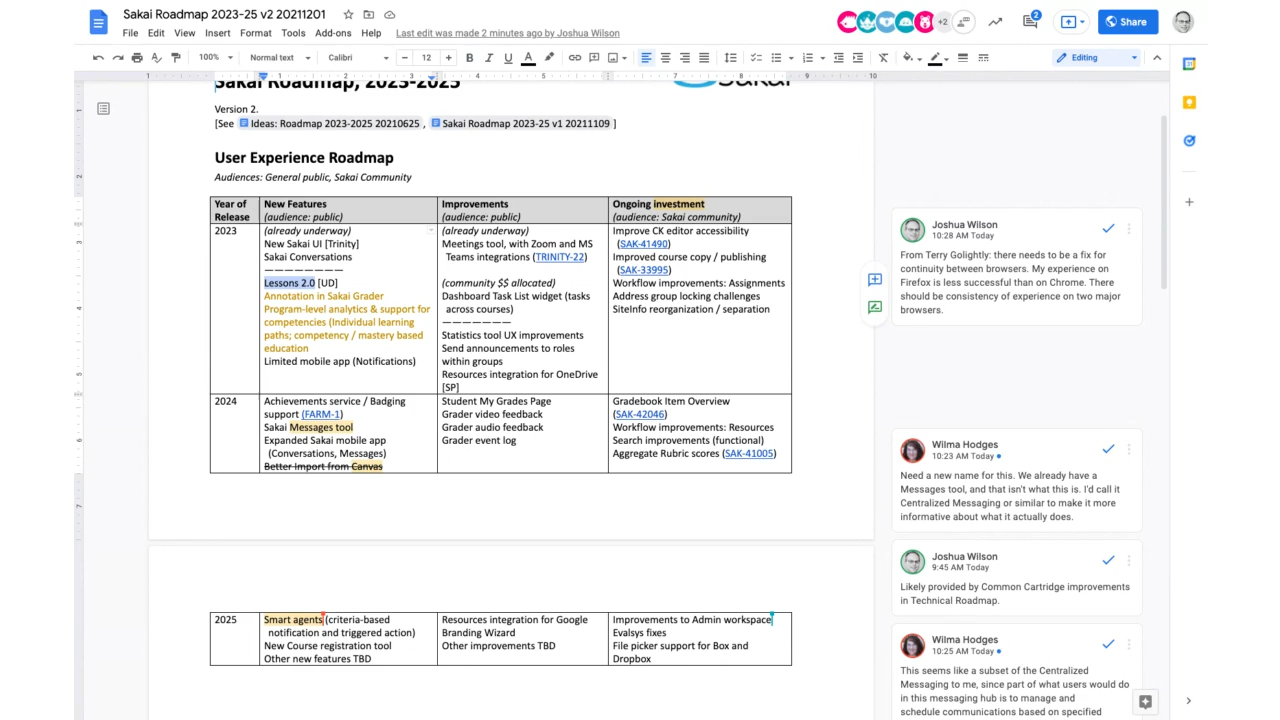 Sakai Roadmap 2023-25 v2 20211201
File Edit View Insert Format Tools Add-ons Help Last edit was made 2 minutes ago by Joshua Wilson
+2
2
Share
100% Normal text Calibri 12 Editing
Sakai Roadmap, 2023-2025
Version 2.
[See Ideas: Roadmap 2023-2025 20210625 , Sakai Roadmap 2023-25 v1 20211109 ]
User Experience Roadmap
Audiences: General public, Sakai Community
Year of Release
New Features
(audience: public)
Improvements
(audience: public)
Ongoing investment
(audience: Sakai community)
2023
(already underway)
New Sakai UI [Trinity]
Sakai Conversations
————————
Lessons 2.0 [UD]
Annotation in Sakai Grader
Program-level analytics & support for
competencies (Individual learning
paths; competency / mastery based
education
Limited mobile app (Notifications)
(already underway)
Meetings tool, with Zoom and MS
Teams integrations (TRINITY-22)
(community $$ allocated)
Dashboard Task List widget (tasks
across courses)
———————
Statistics tool UX improvements
Send announcements to roles
within groups
Resources integration for OneDrive
[SP]
Improve CK editor accessibility
(SAK-41490)
Improved course copy / publishing
(SAK-33995)
Workflow improvements: Assignments
Address group locking challenges
SiteInfo reorganization / separation
2024
Achievements service / Badging
support (FARM-1)
Sakai Messages tool
Expanded Sakai mobile app
(Conversations, Messages)
Better Import from Canvas
Student My Grades Page
Grader video feedback
Grader audio feedback
Grader event log
Gradebook Item Overview
(SAK-42046)
Workflow improvements: Resources
Search improvements (functional)
Aggregate Rubric scores (SAK-41005)
2025
Smart agents (criteria-based
notification and triggered action)
New Course registration tool
Other new features TBD
Resources integration for Google
Branding Wizard
Other improvements TBD
Improvements to Admin workspace
Evalsys fixes
File picker support for Box and
Dropbox
Joshua Wilson
10:28 AM Today
From Terry Golightly: there needs to be a fix for
continuity between browsers. My experience on
Firefox is less successful than on Chrome. There
should be consistency of experience on two major
browsers.
Wilma Hodges
10:23 AM Today
Need a new name for this. We already have a
Messages tool, and that isn't what this is. I'd call it
Centralized Messaging or similar to make it more
informative about what it actually does.
Joshua Wilson
9:45 AM Today
Likely provided by Common Cartridge improvements
in Technical Roadmap.
Wilma Hodges
10:25 AM Today
This seems like a subset of the Centralized
Messaging to me, since part of what users would do
in this messaging hub is to manage and
schedule communications based on specified